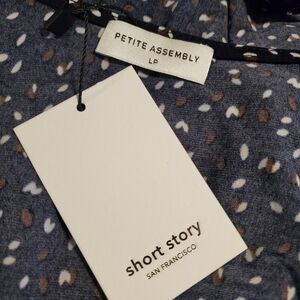 PETITE ASSEMBLY
LP
short story
SAN FRANCISCO